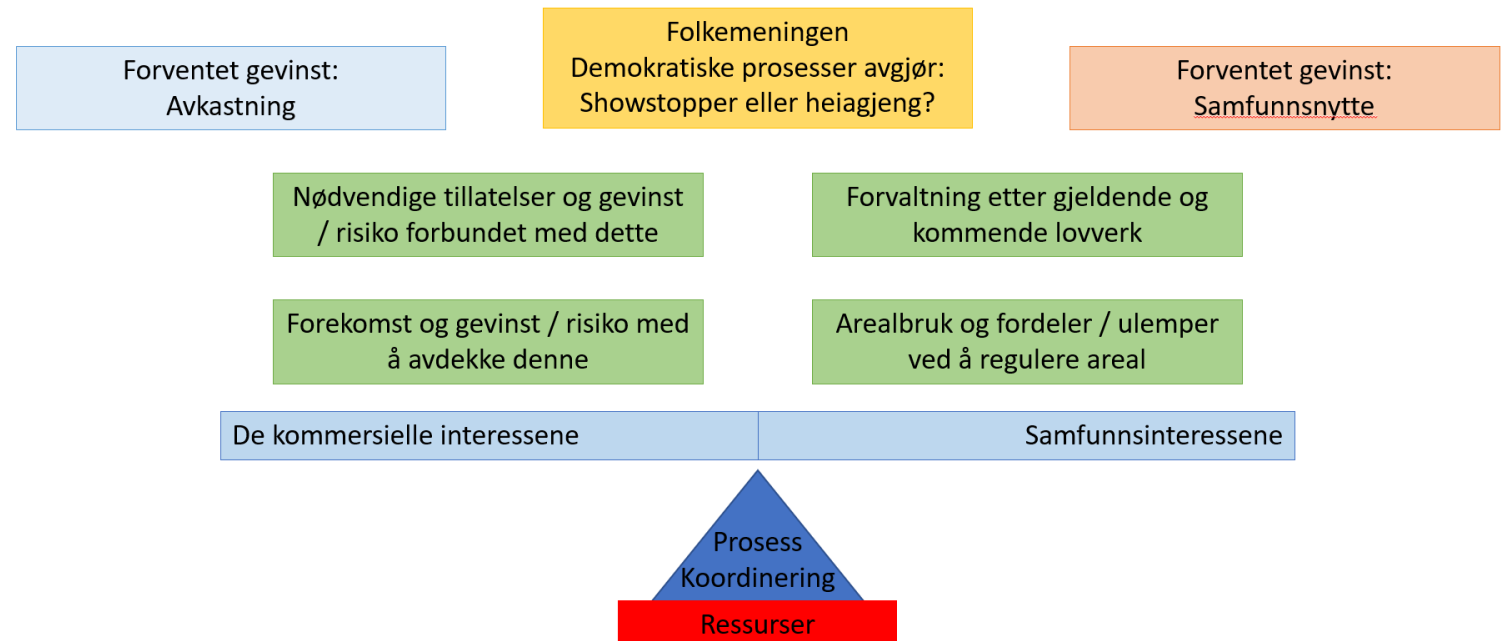 Forventet gevinst:
Avkastning
Folkemeningen
Demokratiske prosesser avgjør:
Showstopper eller heiagjeng?
Forventet gevinst:
Samfunnsnytte
Nødvendige tillatelser og gevinst
/ risiko forbundet med dette
Forvaltning etter gjeldende og
kommende lovverk
Forekomst og gevinst / risiko med
å avdekke denne
Arealbruk og fordeler / ulemper
ved å regulere areal
De kommersielle interessene
Samfunnsinteressene
Prosess
Koordinering
Ressurser